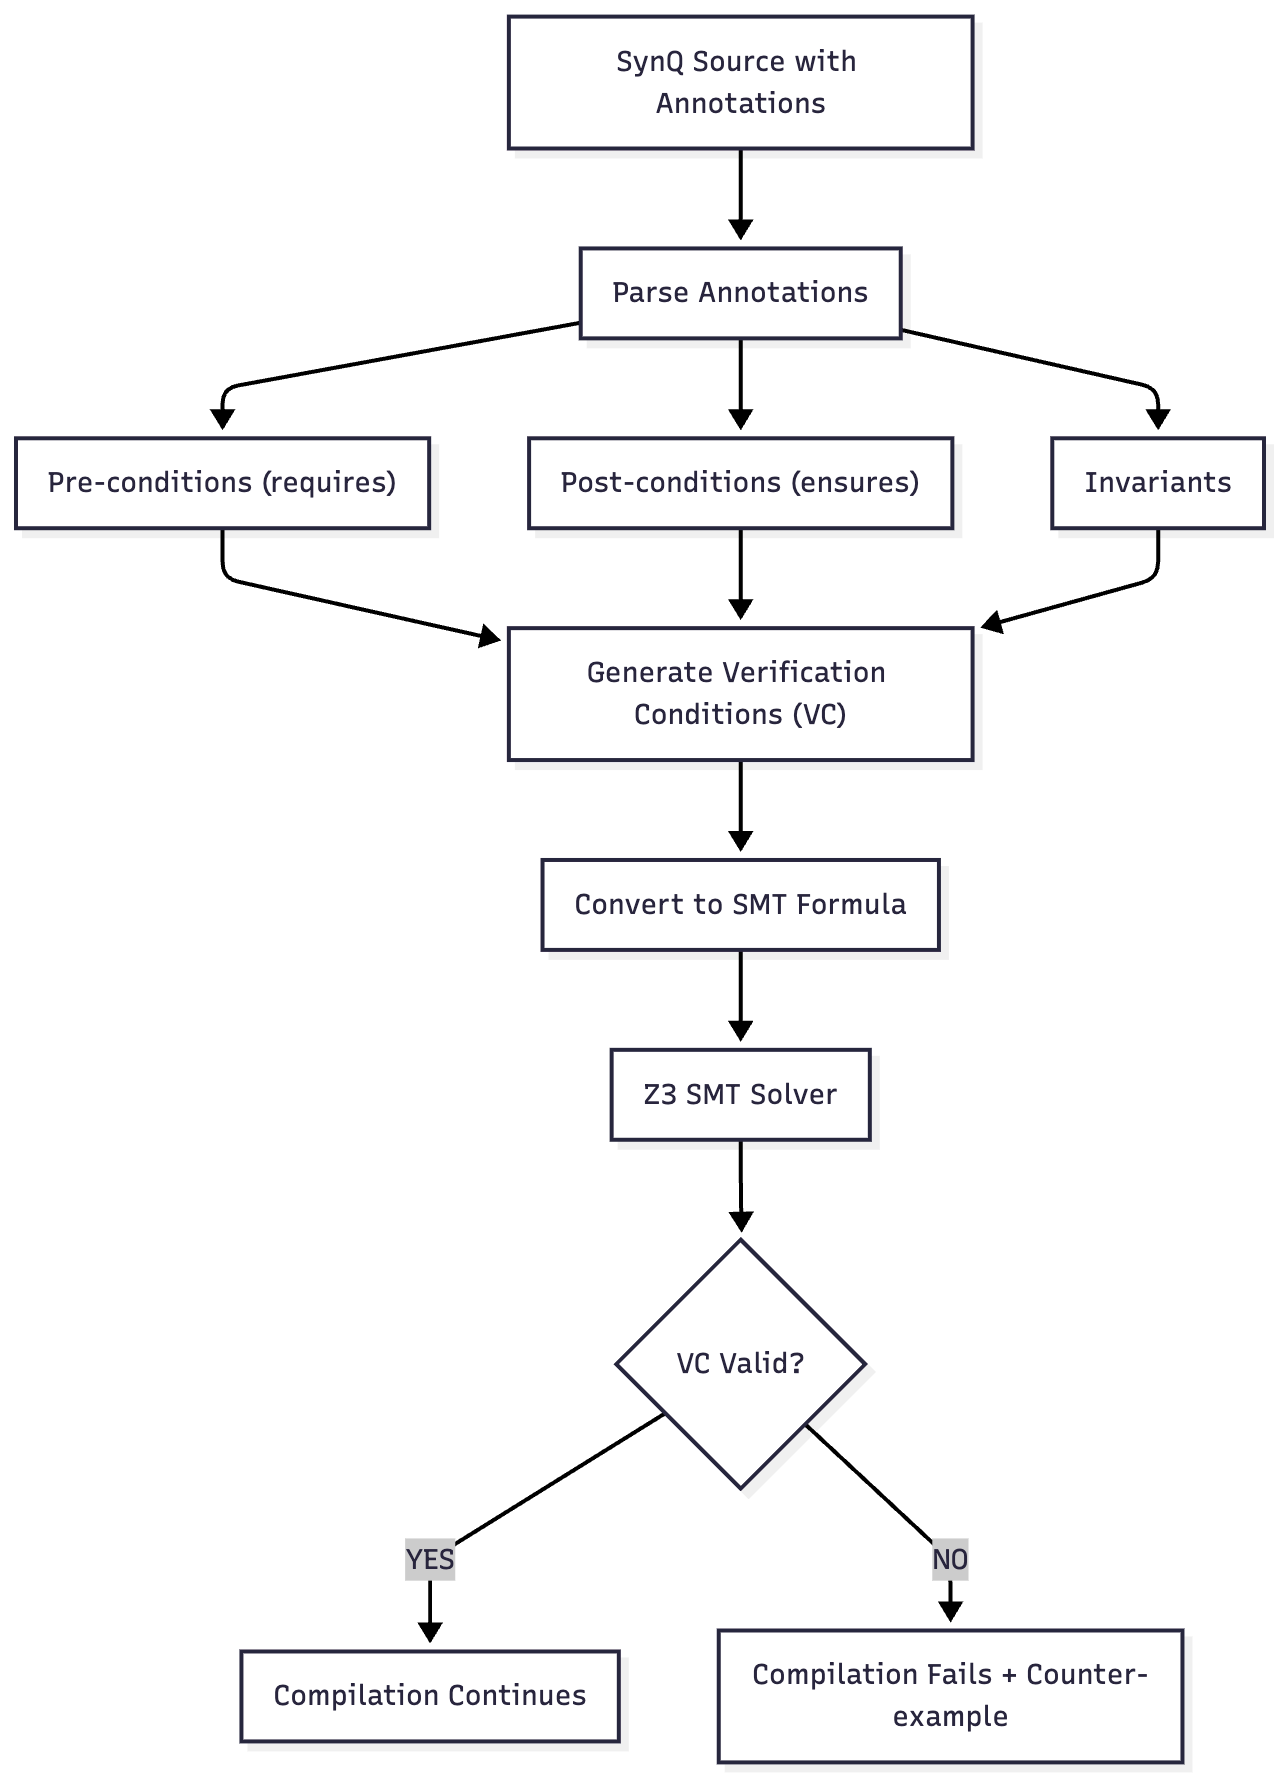 SynQ Source with
Annotations
Parse Annotations
Pre-conditions (requires)
Post-conditions (ensures)
Invariants
Generate Verification
Conditions (VC)
Convert to SMT Formula
Z3 SMT Solver
VC Valid?
YES
NO
Compilation Continues
Compilation Fails + Counter-
example